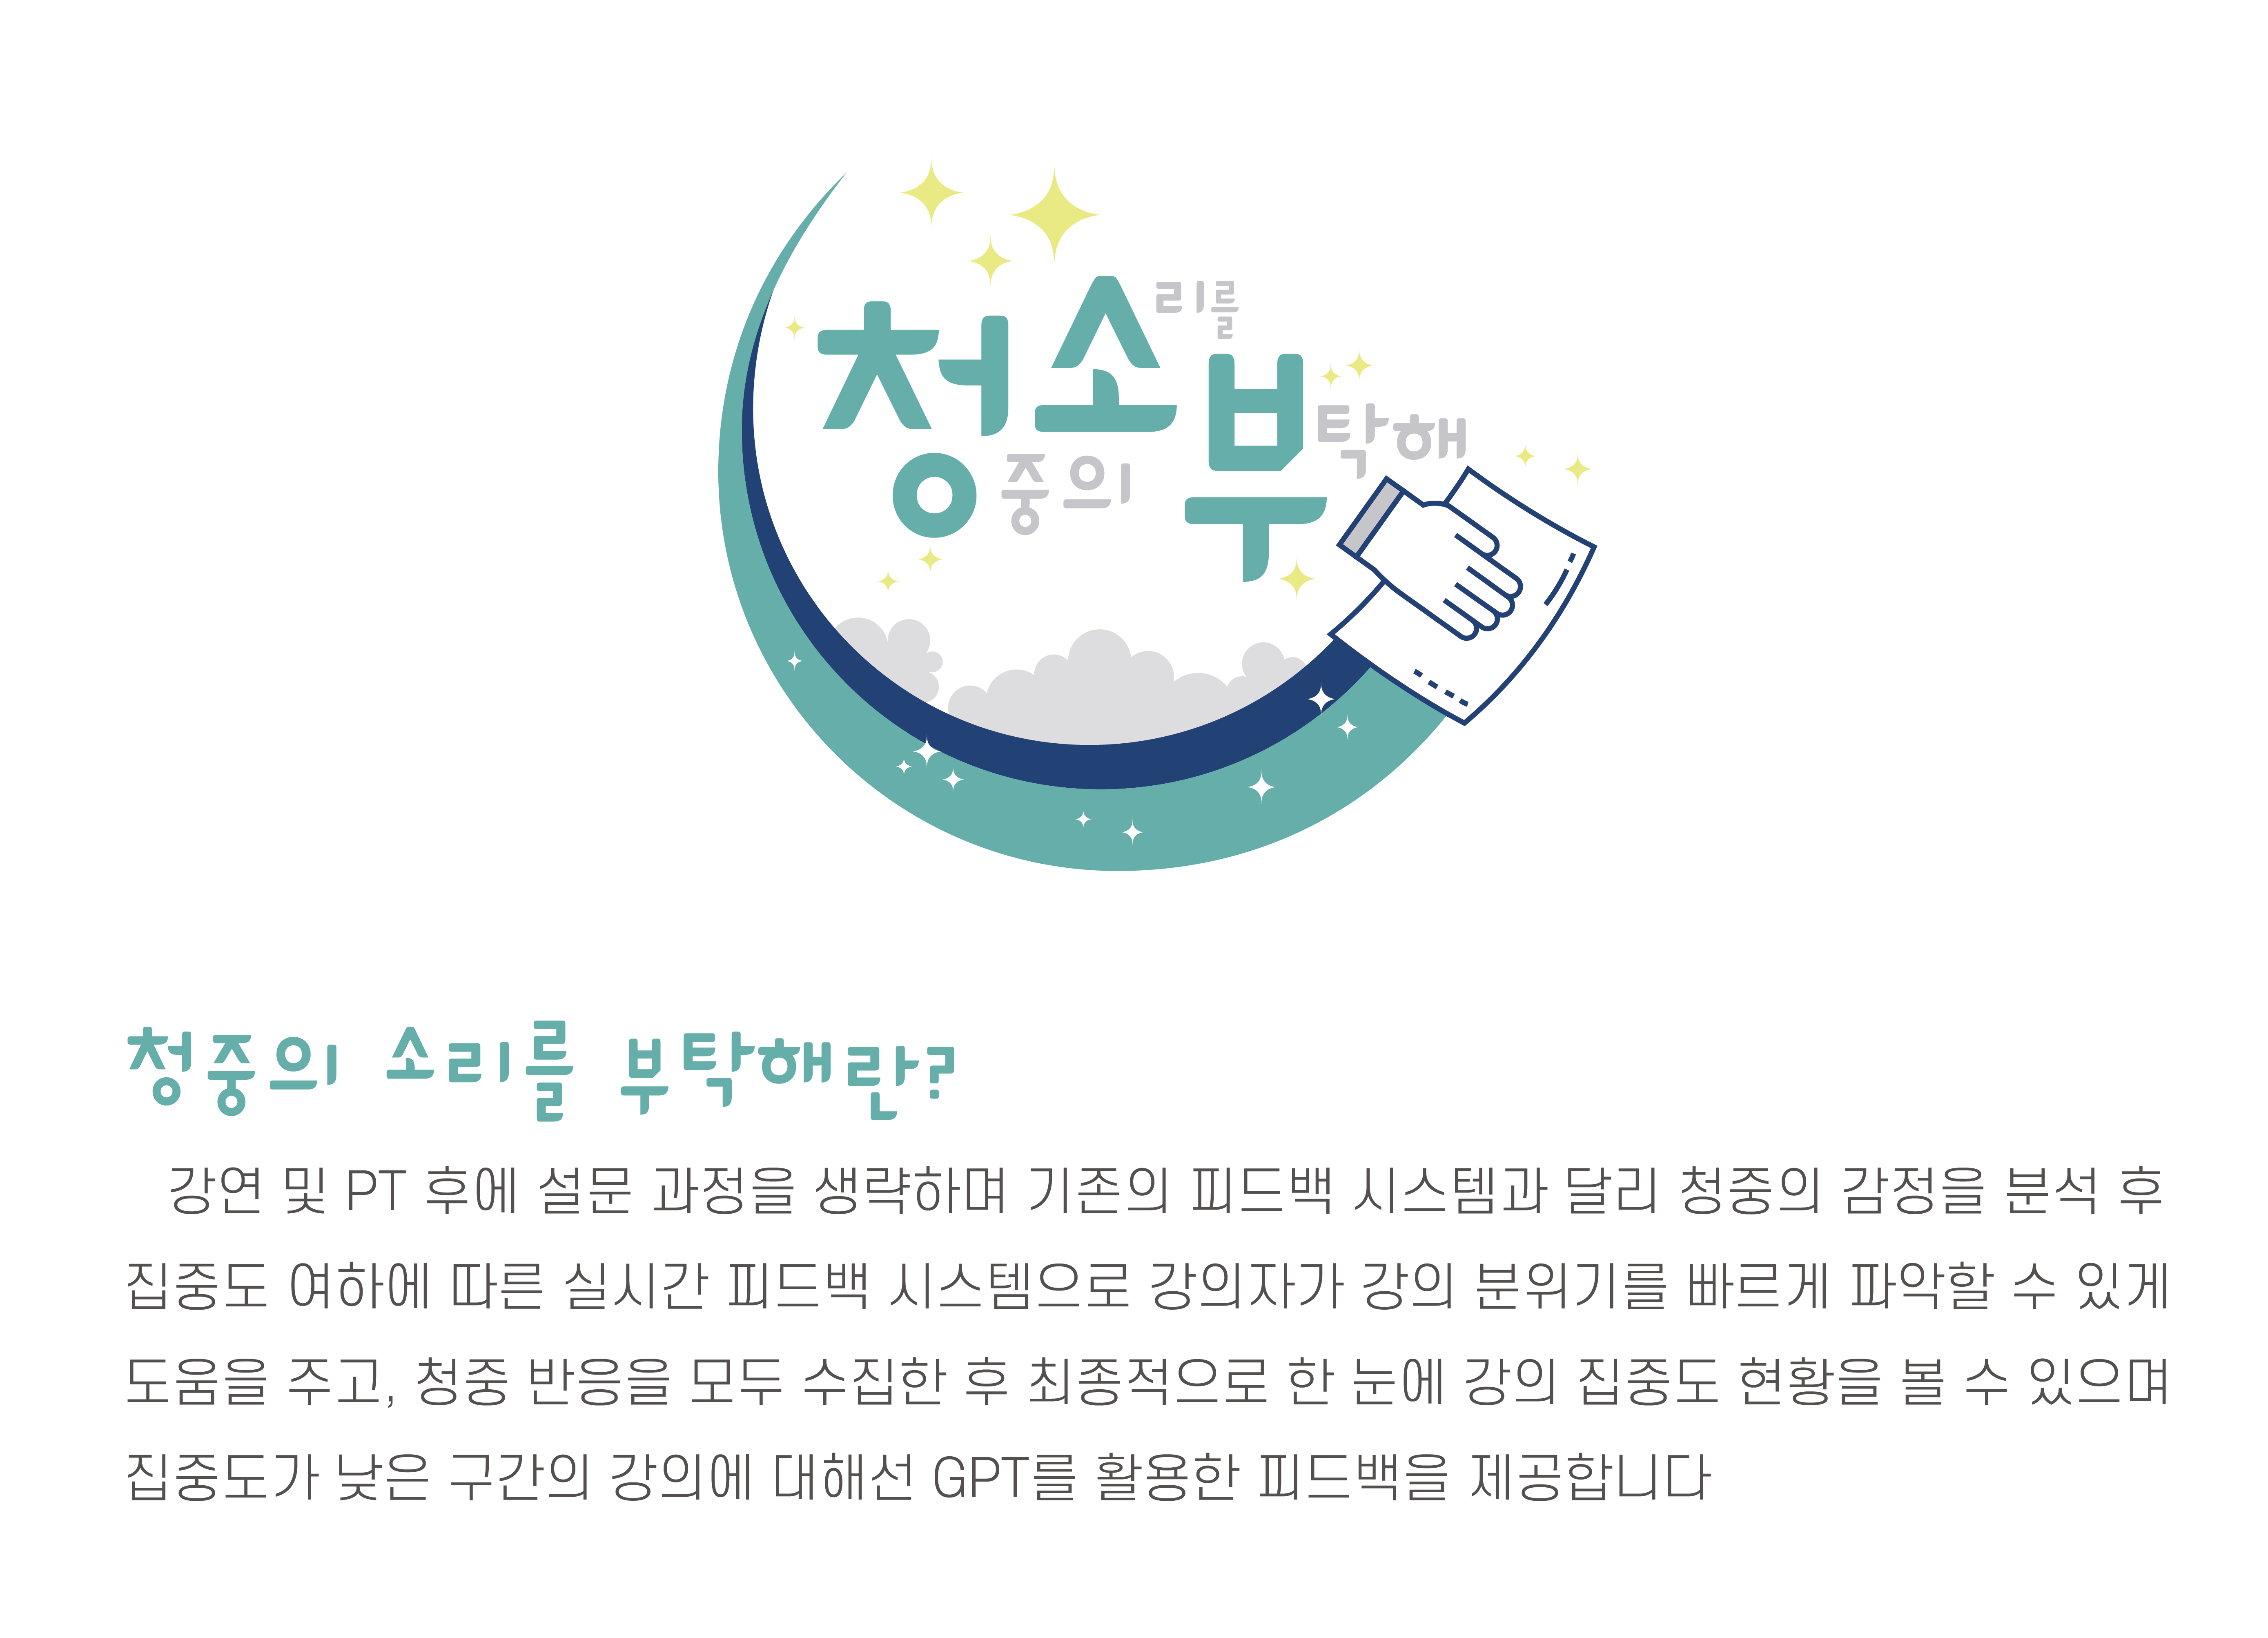 청중의
소리를
부탁해
청중의 소리를 부탁해란?
강연 및 PT 후에 설문 과정을 생략하며 기존의 피드백 시스템과 달리 청중의 감정을 분석 후
집중도 여하에 따른 실시간 피드백 시스템으로 강의자가 강의 분위기를 빠르게 파악할 수 있게
도움을 주고, 청중 반응을 모두 수집한 후 최종적으로 한 눈에 강의 집중도 현황을 볼 수 있으며
집중도가 낮은 구간의 강의에 대해선 GPT를 활용한 피드백을 제공합니다